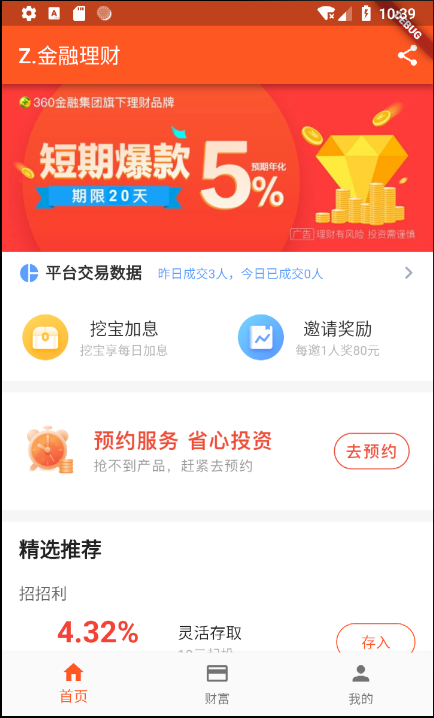 10:39
DEBUG
Z.金融理财
360金融集团旗下理财品牌
短期爆款
期限20天
5%
预期年化
广告 理财有风险 投资需谨慎
平台交易数据 昨日成交3人，今日已成交0人
挖宝加息
挖宝享每日加息
邀请奖励
每邀1人奖80元
预约服务 省心投资
抢不到产品，赶紧去预约
去预约
精选推荐
招招利
4.32%
灵活存取
存入
首页
财富
我的